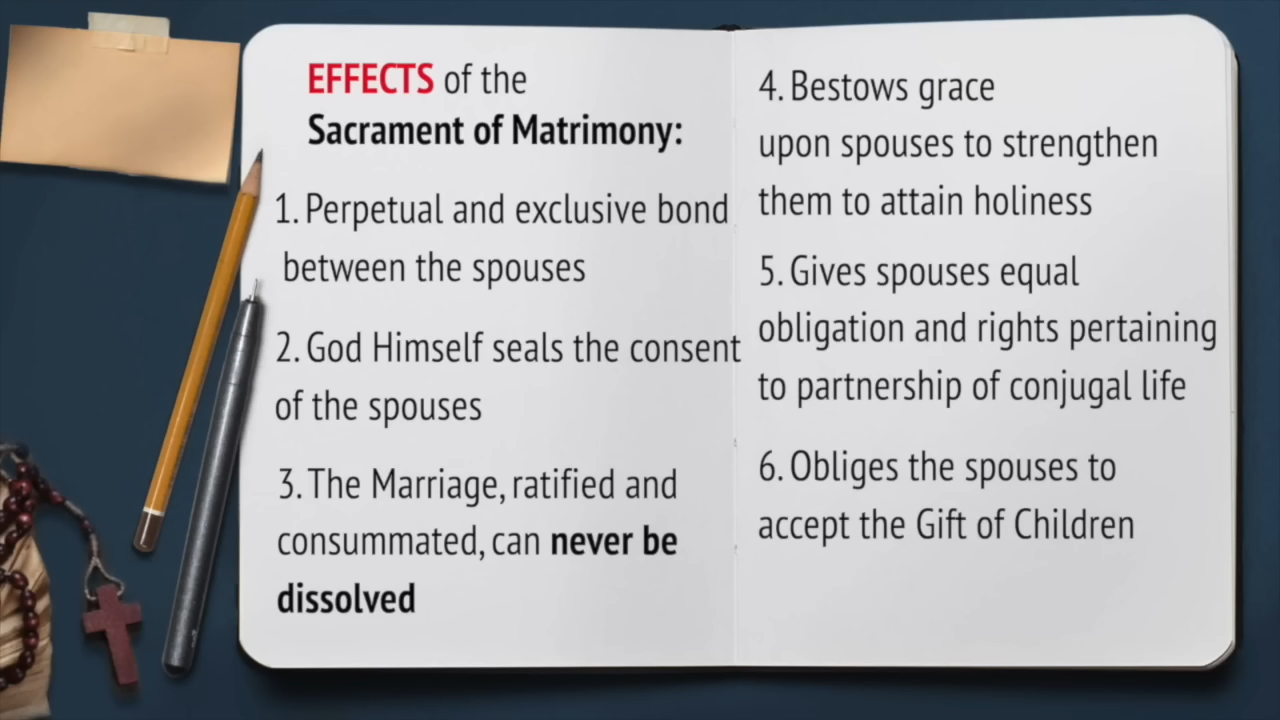 EFFECTS of the
Sacrament of Matrimony:
1. Perpetual and exclusive bond
between the spouses
2. God Himself seals the consent
of the spouses
3. The Marriage, ratified and
consummated, can never be
dissolved
4. Bestows grace
upon spouses to strengthen
them to attain holiness
5. Gives spouses equal
obligation and rights pertaining
to partnership of conjugal life
6. Obliges the spouses to
accept the Gift of Children